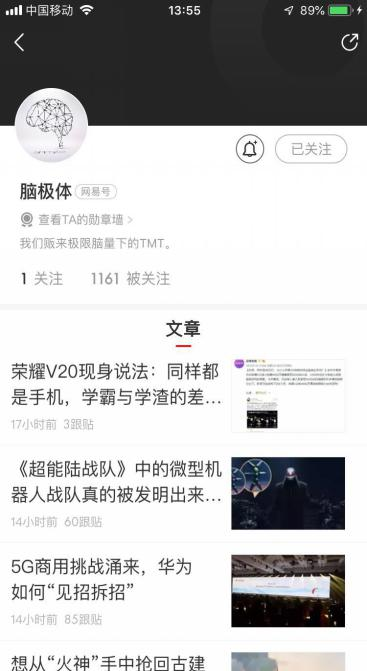 中国移动
13:55
89%
已关注
脑极体 网易号
查看TA的勋章墙
我们贩来极限脑量下的TMT。
1 关注 1161 被关注
文章
荣耀V20现身说法：同样都
是手机，学霸与学渣的差...
17小时前 3跟贴
《超能陆战队》中的微型机
器人战队真的被发明出来...
14小时前 60跟贴
5G商用挑战涌来，华为
如何“见招拆招”
14小时前 85跟贴
想从“火神”手中抢回古建